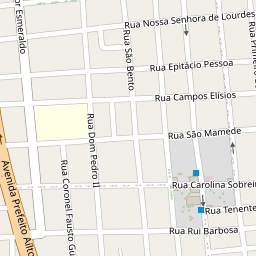 Rua Nossa Senhora de Lourdes
or Esmeraldo
Rua São Bento
Rua Epitácio Pessoa
Rua Campos Elísios
Rua Dom Pedro II
Rua São Mamede
Rua Carolina Sobrei
Avenida Prefeito Ailto
Rua Coronel Fausto Gu
Rua Tenente
Rua Rui Barbosa